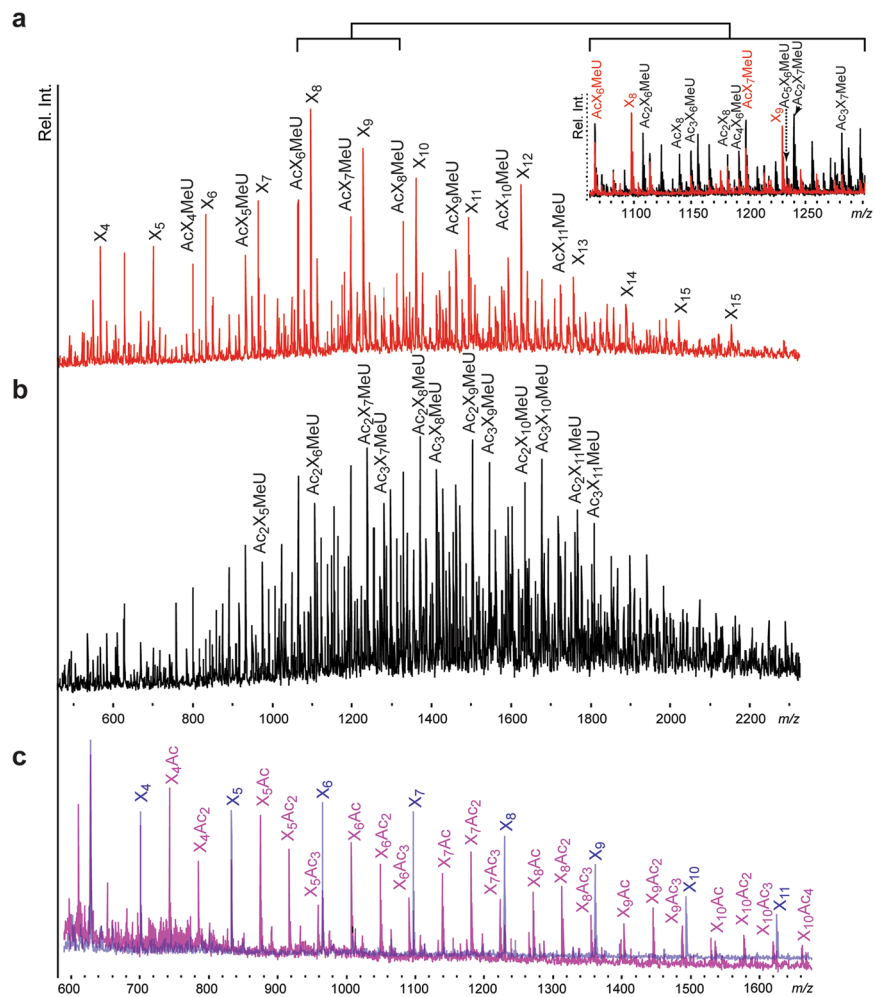 a
Rel. Int.
X4
X5
AcX4MeU
X6
AcX5MeU
X7
AcX6MeU
X8
AcX7MeU
X9
AcX8MeU
X10
AcX9MeU
X11
AcX10MeU
X12
AcX11MeU
X13
X14
X15
X15
Rel. Int.
AcX6MeU
X8
Ac2X6MeU
AcX8
Ac3X6MeU
Ac2X8
Ac4X6MeU
AcX7MeU
X9
Ac5X6MeU
Ac2X7MeU
Ac3X7MeU
1100 1150 1200 1250 m/z
b
Ac2X5MeU
Ac2X6MeU
Ac2X7MeU
Ac3X7MeU
Ac2X8MeU
Ac3X8MeU
Ac2X9MeU
Ac3X9MeU
Ac2X10MeU
Ac3X10MeU
Ac2X11MeU
Ac3X11MeU
600 800 1000 1200 1400 1600 1800 2000 2200 m/z
c
X4
X4Ac
X4Ac2
X5
X5Ac
X5Ac2
X5Ac3
X6
X6Ac
X6Ac2
X6Ac3
X7
X7Ac
X7Ac2
X7Ac3
X8
X8Ac
X8Ac2
X8Ac3
X9
X9Ac
X9Ac2
X9Ac3
X10
X10Ac
X10Ac2
X10Ac3
X11
X10Ac4
600 700 800 900 1000 1100 1200 1300 1400 1500 1600 m/z